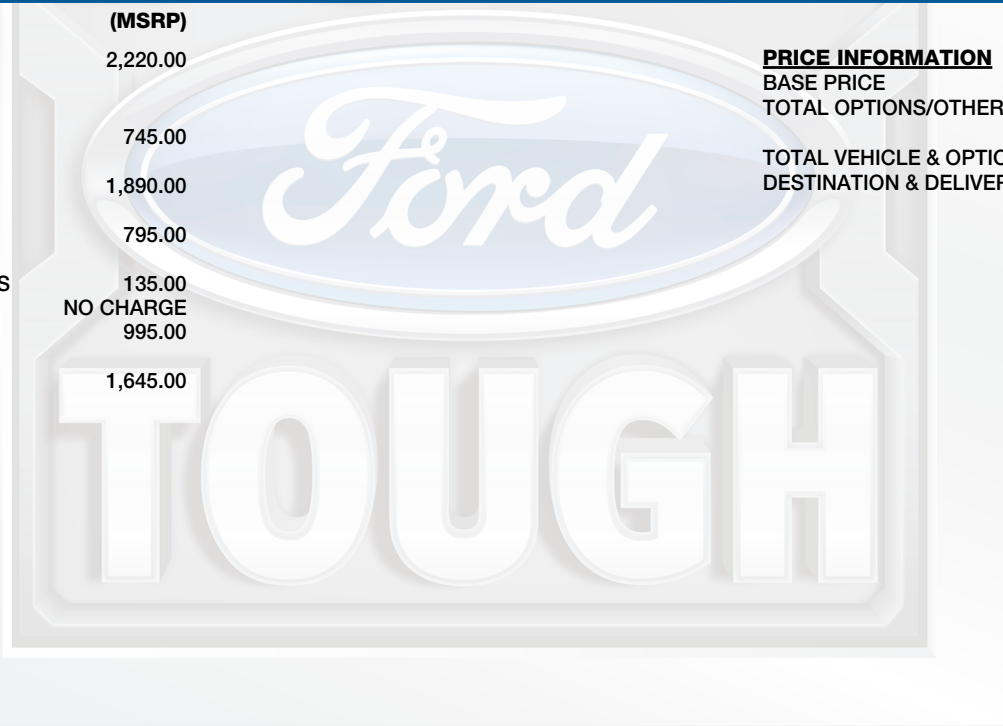 (MSRP)
2,220.00
745.00
1,890.00
795.00
S 135.00
NO CHARGE
995.00
1,645.00
PRICE INFORMATION
BASE PRICE
TOTAL OPTIONS/OTHER
TOTAL VEHICLE & OPTIO
DESTINATION & DELIVER
Ford
TOUGH